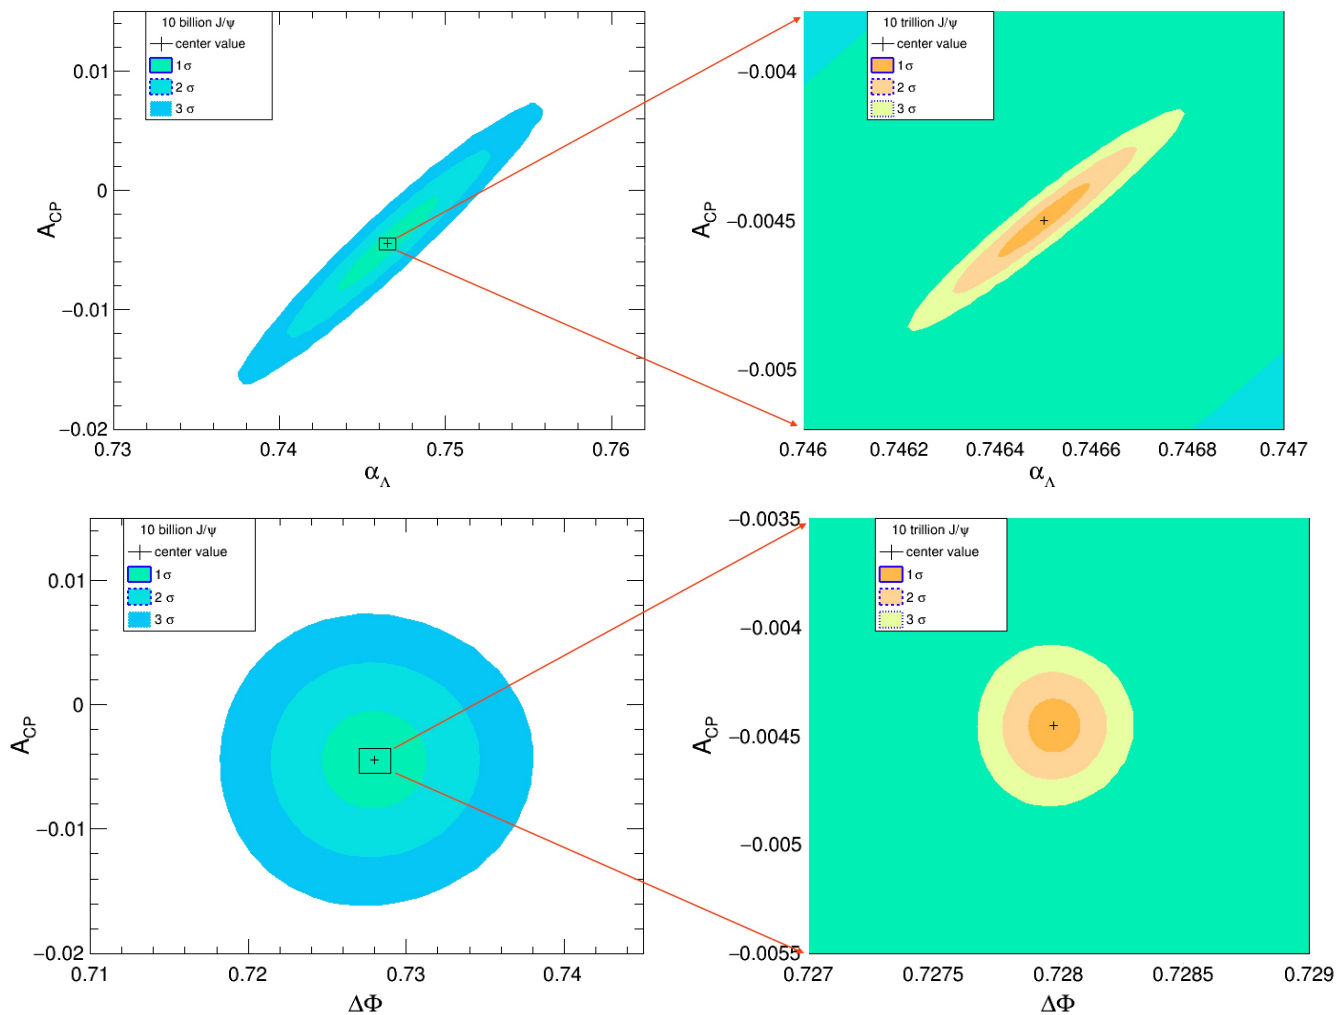 10 billion J/ψ
center value
1σ
2 σ
3 σ
0.01
0
−0.01
−0.02
A_CP
0.73
0.74
0.75
0.76
α_Λ
10 trillion J/ψ
center value
1σ
2 σ
3 σ
−0.004
−0.0045
−0.005
A_CP
0.746
0.7462
0.7464
0.7466
0.7468
0.747
α_Λ
10 billion J/ψ
center value
1σ
2 σ
3 σ
0.01
0
−0.01
−0.02
A_CP
0.71
0.72
0.73
0.74
ΔΦ
10 trillion J/ψ
center value
1σ
2 σ
3 σ
−0.0035
−0.004
−0.0045
−0.005
−0.0055
A_CP
0.727
0.7275
0.728
0.7285
0.729
ΔΦ